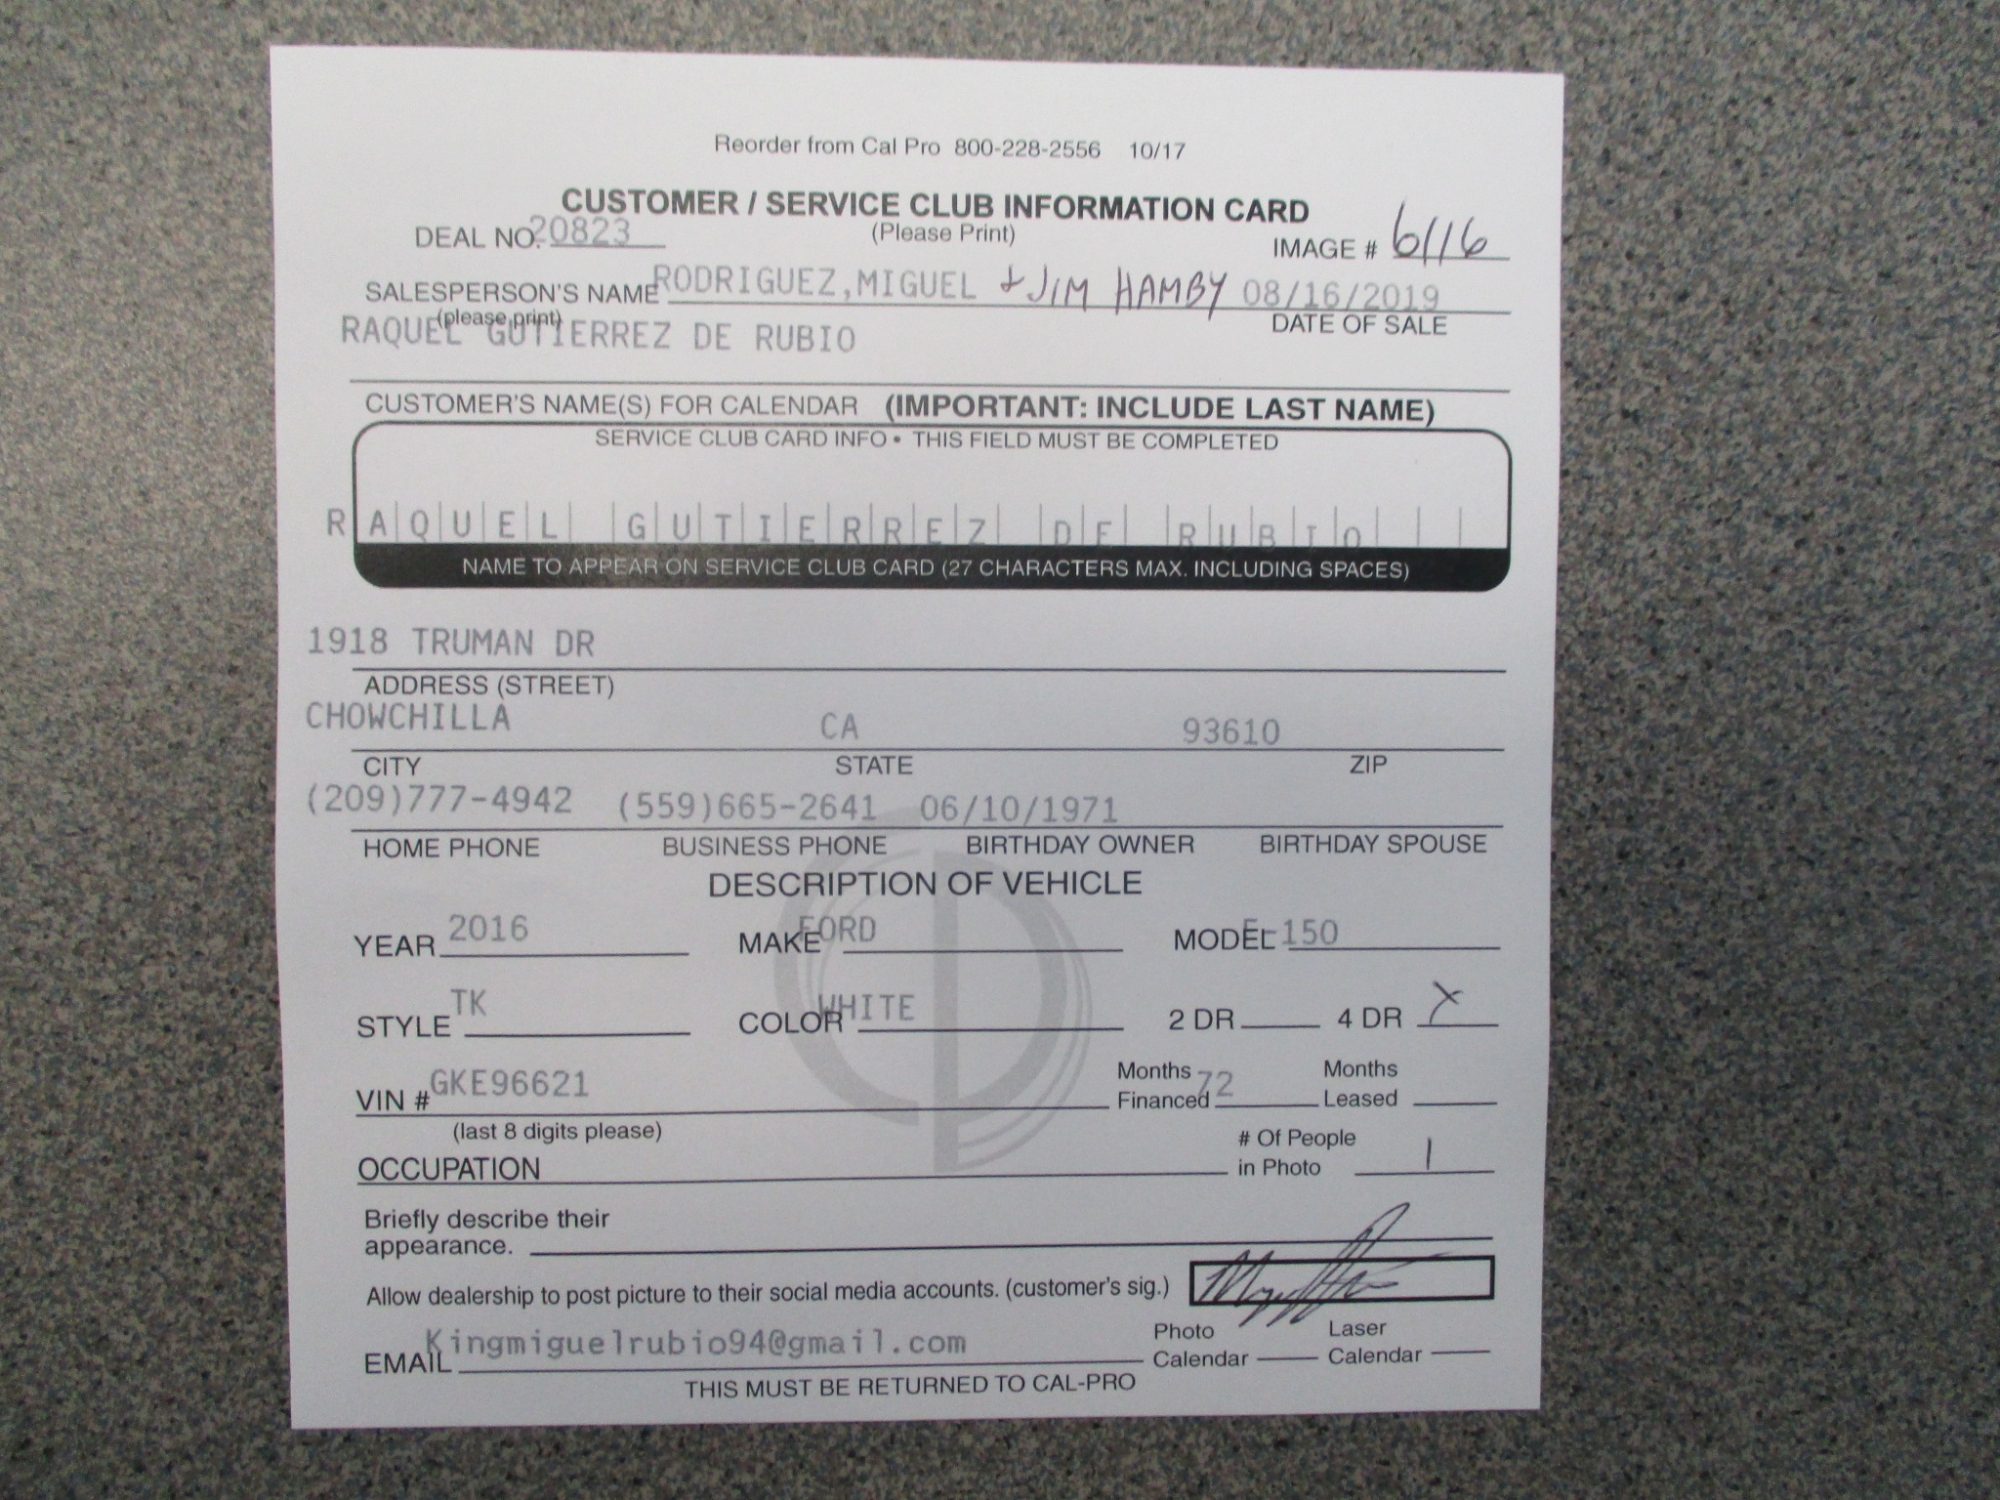 Reorder from Cal Pro 800-228-2556 10/17
CUSTOMER / SERVICE CLUB INFORMATION CARD
DEAL NO. 20823 (Please Print) IMAGE # 6116
SALESPERSON'S NAME RODRIGUEZ,MIGUEL + JIM HAMBY 08/16/2019
(please print) DATE OF SALE
RAQUEL GUTIERREZ DE RUBIO
CUSTOMER'S NAME(S) FOR CALENDAR (IMPORTANT: INCLUDE LAST NAME)
SERVICE CLUB CARD INFO • THIS FIELD MUST BE COMPLETED
RAQUEL GUTIERREZ DE RUBIO
NAME TO APPEAR ON SERVICE CLUB CARD (27 CHARACTERS MAX. INCLUDING SPACES)
1918 TRUMAN DR
ADDRESS (STREET)
CHOWCHILLA CA 93610
CITY STATE ZIP
(209)777-4942 (559)665-2641 06/10/1971
HOME PHONE BUSINESS PHONE BIRTHDAY OWNER BIRTHDAY SPOUSE
DESCRIPTION OF VEHICLE
YEAR 2016 MAKE FORD MODEL F-150
STYLE TK COLOR WHITE 2 DR 4 DR X
VIN # GKE96621 Months Financed 72 Months Leased
(last 8 digits please)
OCCUPATION # Of People in Photo 1
Briefly describe their
appearance.
Allow dealership to post picture to their social media accounts. (customer's sig.)
EMAIL Kingmiguelrubio94@gmail.com Photo Calendar Laser Calendar
THIS MUST BE RETURNED TO CAL-PRO